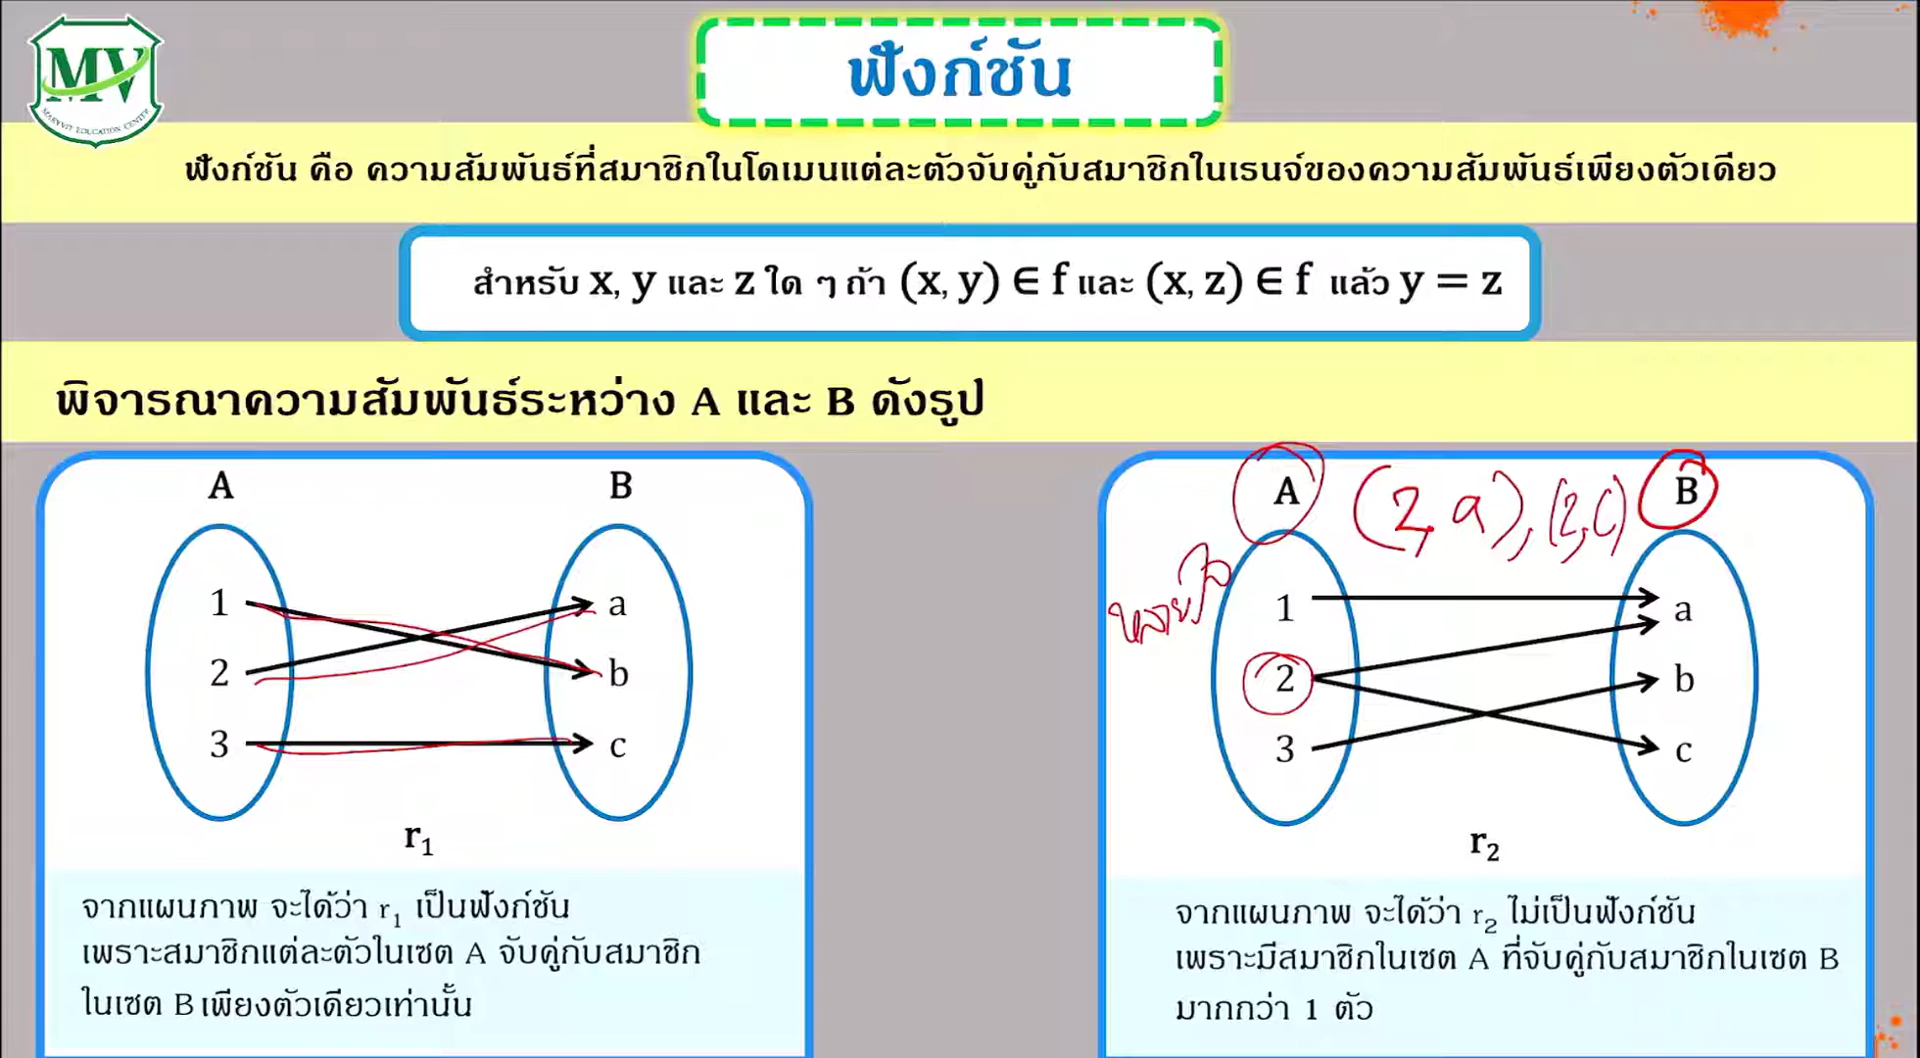 MV
MARYVIT EDUCATION CENTER
ฟังก์ชัน
ฟังก์ชัน คือ ความสัมพันธ์ที่สมาชิกในโดเมนแต่ละตัวจับคู่กับสมาชิกในเรนจ์ของความสัมพันธ์เพียงตัวเดียว
สำหรับ x, y และ z ใด ๆ ถ้า (x, y) ∈ f และ (x, z) ∈ f แล้ว y = z
พิจารณาความสัมพันธ์ระหว่าง A และ B ดังรูป
A B
1 a
2 b
3 c
r₁
จากแผนภาพ จะได้ว่า r₁ เป็นฟังก์ชัน
เพราะสมาชิกแต่ละตัวในเซต A จับคู่กับสมาชิก
ในเซต B เพียงตัวเดียวเท่านั้น
A (2, a), (2, c) B
หลายใจ
1 a
2 b
3 c
r₂
จากแผนภาพ จะได้ว่า r₂ ไม่เป็นฟังก์ชัน
เพราะมีสมาชิกในเซต A ที่จับคู่กับสมาชิกในเซต B
มากกว่า 1 ตัว